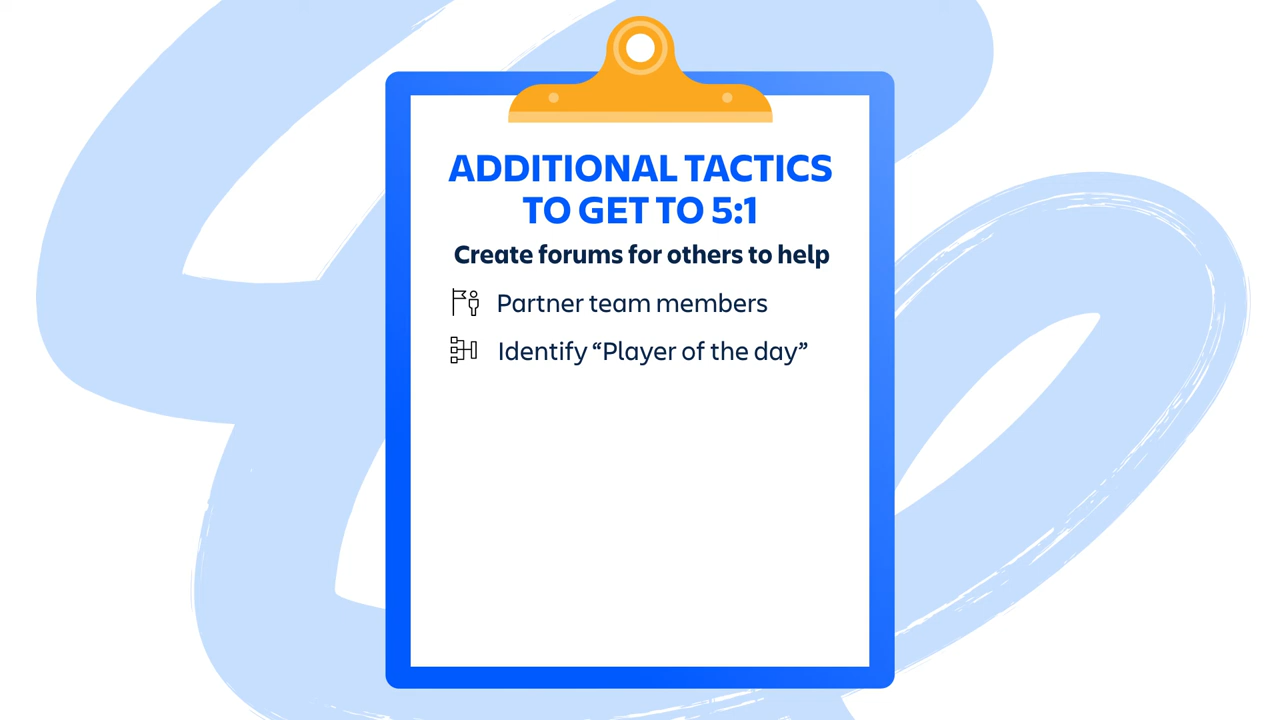 ADDITIONAL TACTICS
TO GET TO 5:1
Create forums for others to help
Partner team members
Identify “Player of the day”